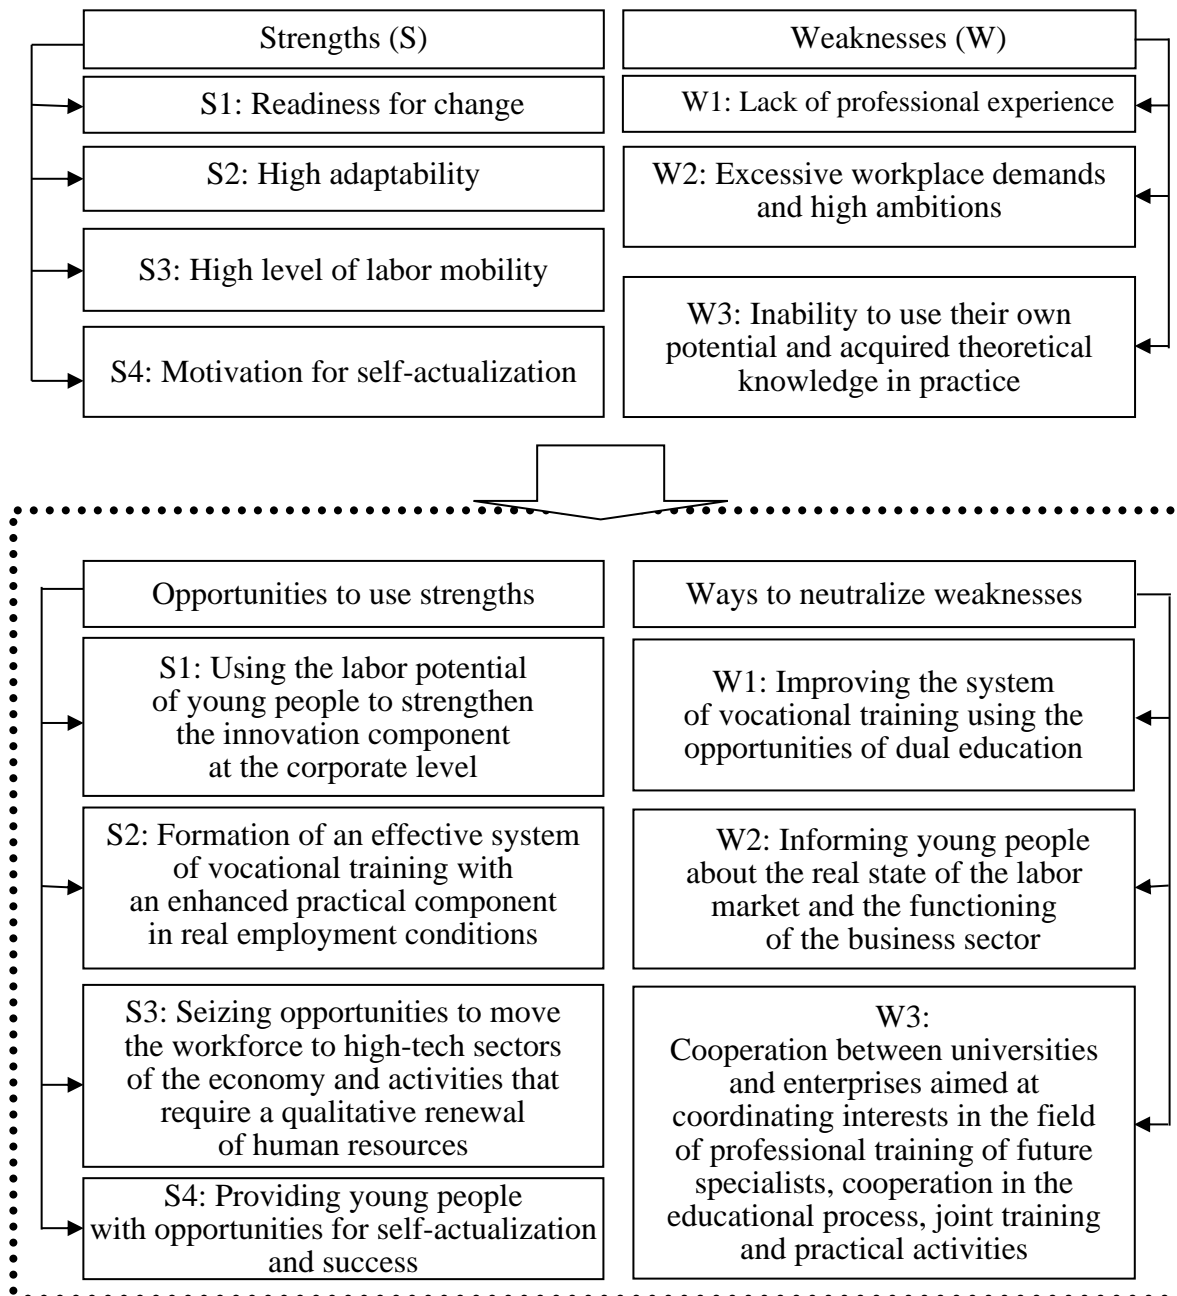 Strengths (S)
S1: Readiness for change
S2: High adaptability
S3: High level of labor mobility
S4: Motivation for self-actualization
Weaknesses (W)
W1: Lack of professional experience
W2: Excessive workplace demands
and high ambitions
W3: Inability to use their own
potential and acquired theoretical
knowledge in practice
Opportunities to use strengths
S1: Using the labor potential
of young people to strengthen
the innovation component
at the corporate level
S2: Formation of an effective system
of vocational training with
an enhanced practical component
in real employment conditions
S3: Seizing opportunities to move
the workforce to high-tech sectors
of the economy and activities that
require a qualitative renewal
of human resources
S4: Providing young people
with opportunities for self-actualization
and success
Ways to neutralize weaknesses
W1: Improving the system
of vocational training using the
opportunities of dual education
W2: Informing young people
about the real state of the labor
market and the functioning
of the business sector
W3:
Cooperation between universities
and enterprises aimed at
coordinating interests in the field
of professional training of future
specialists, cooperation in the
educational process, joint training
and practical activities